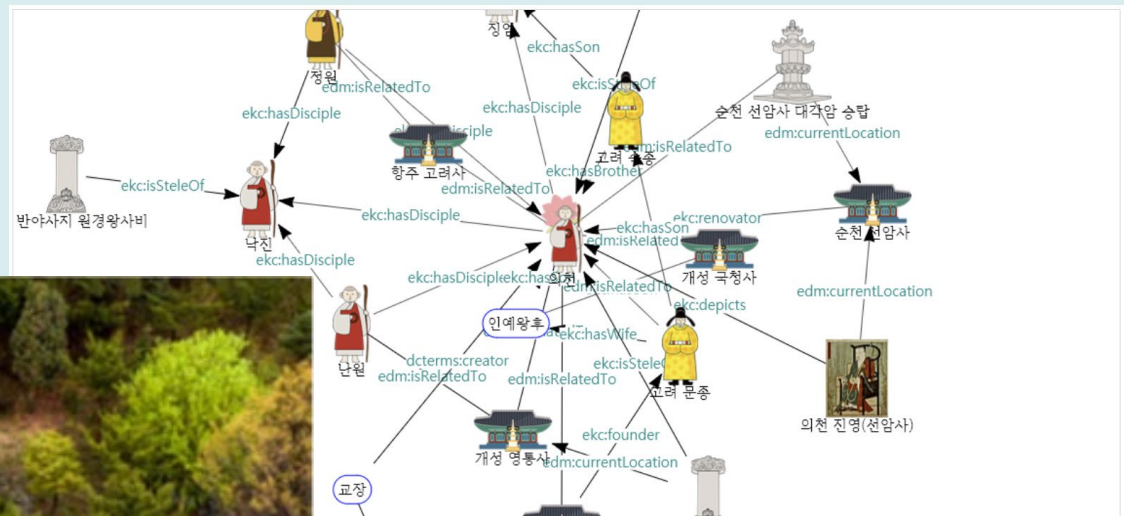 징엄
ekc:hasSon
정원
edm:isRelatedTo
ekc:isSteleOf
ekc:hasDisciple
ekc:hasDisciple
순천 선암사 대각암 승탑
edm:currentLocation
항주 고려사
고려 숙종
edm:isRelatedTo
ekc:hasBrother
edm:isRelatedTo
ekc:isSteleOf
반야사지 원경왕사비
낙진
ekc:hasDisciple
ekc:hasSon
ekc:renovator
순천 선암사
edm:isRelated
개성 국청사
ekc:hasDisciple
ekc:hasDisciple
의천
edm:isRelatedTo
edm:currentLocation
ekc:depicts
인예왕후
ekc:hasWife
난원
dcterms:creator
edm:isRelatedTo
edm:isRelatedTo
ekc:isSteleO
고려 문종
의천 진영(선암사)
ekc:founder
개성 영통사
edm:currentLocation
교장